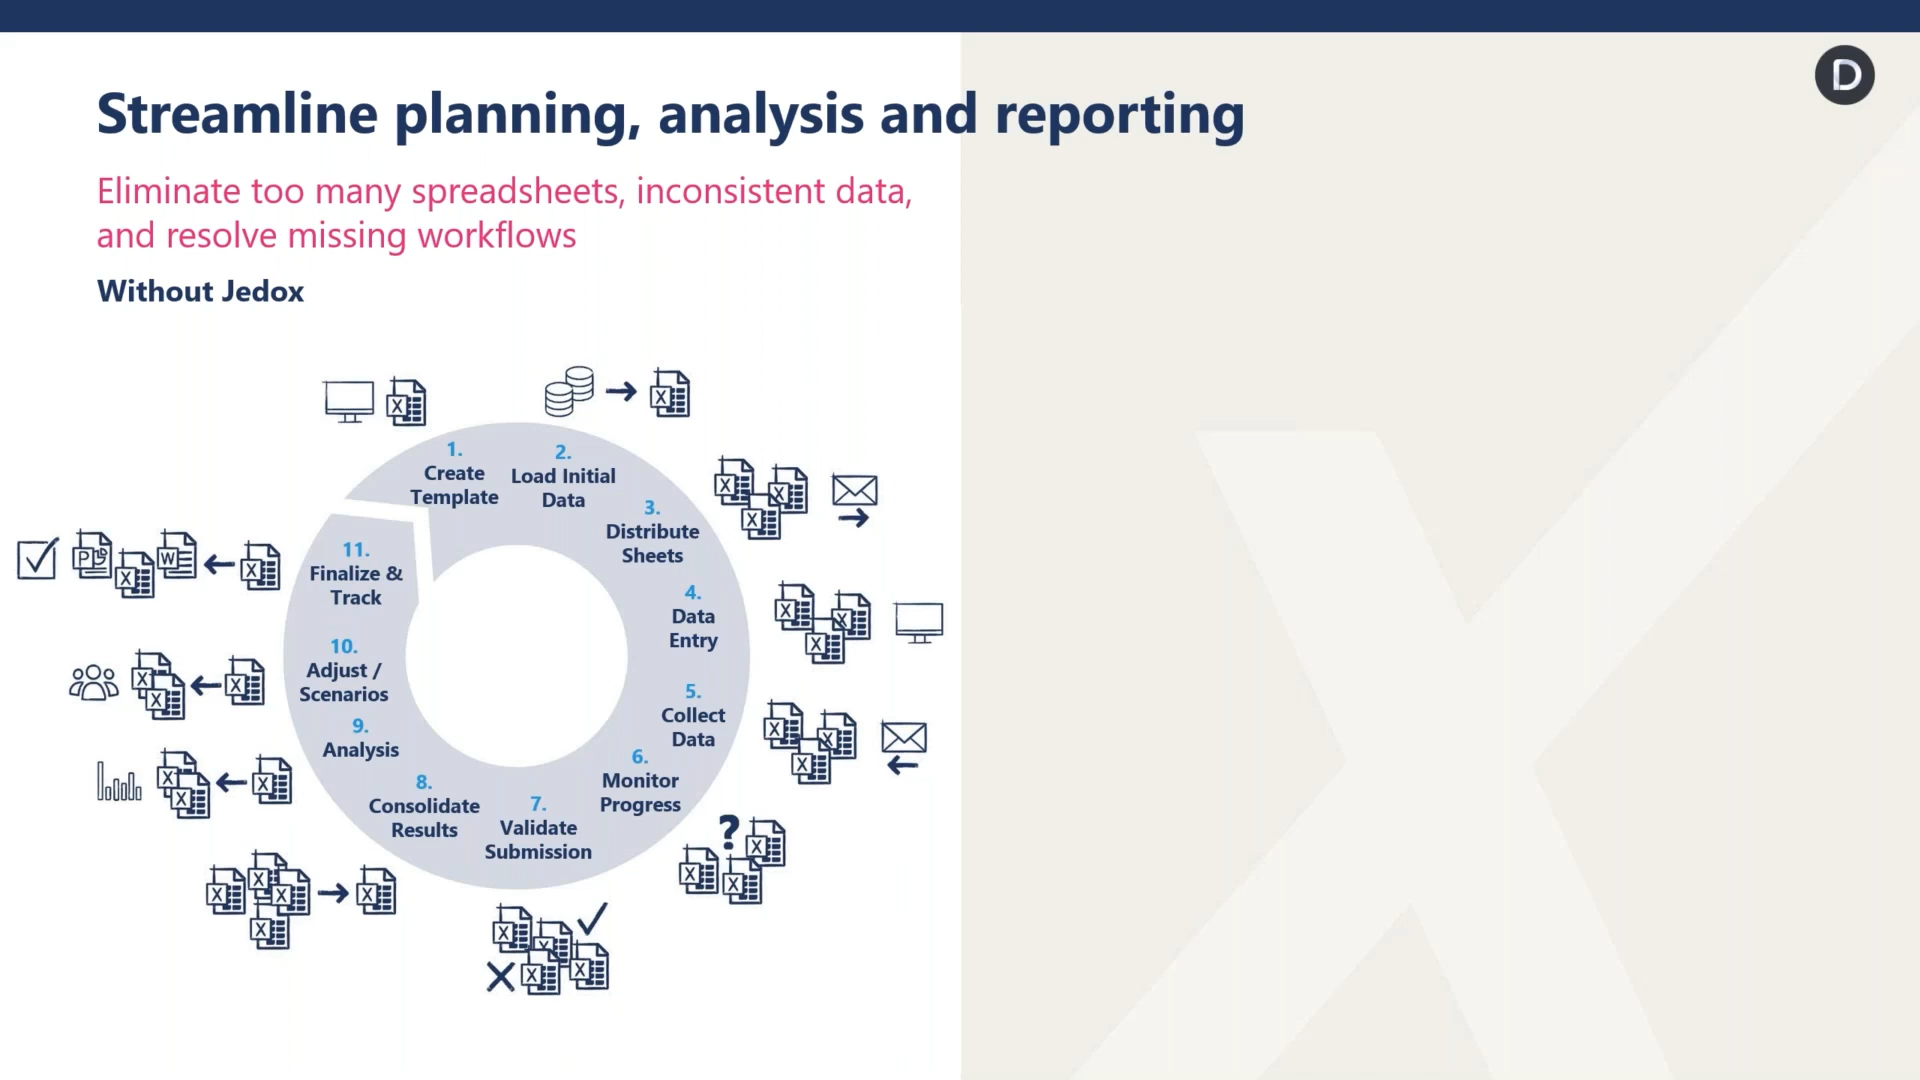 D
Streamline planning, analysis and reporting
Eliminate too many spreadsheets, inconsistent data,
and resolve missing workflows
Without Jedox
1.
Create
Template
2.
Load Initial
Data
3.
Distribute
Sheets
4.
Data
Entry
5.
Collect
Data
6.
Monitor
Progress
7.
Validate
Submission
8.
Consolidate
Results
9.
Analysis
10.
Adjust /
Scenarios
11.
Finalize &
Track